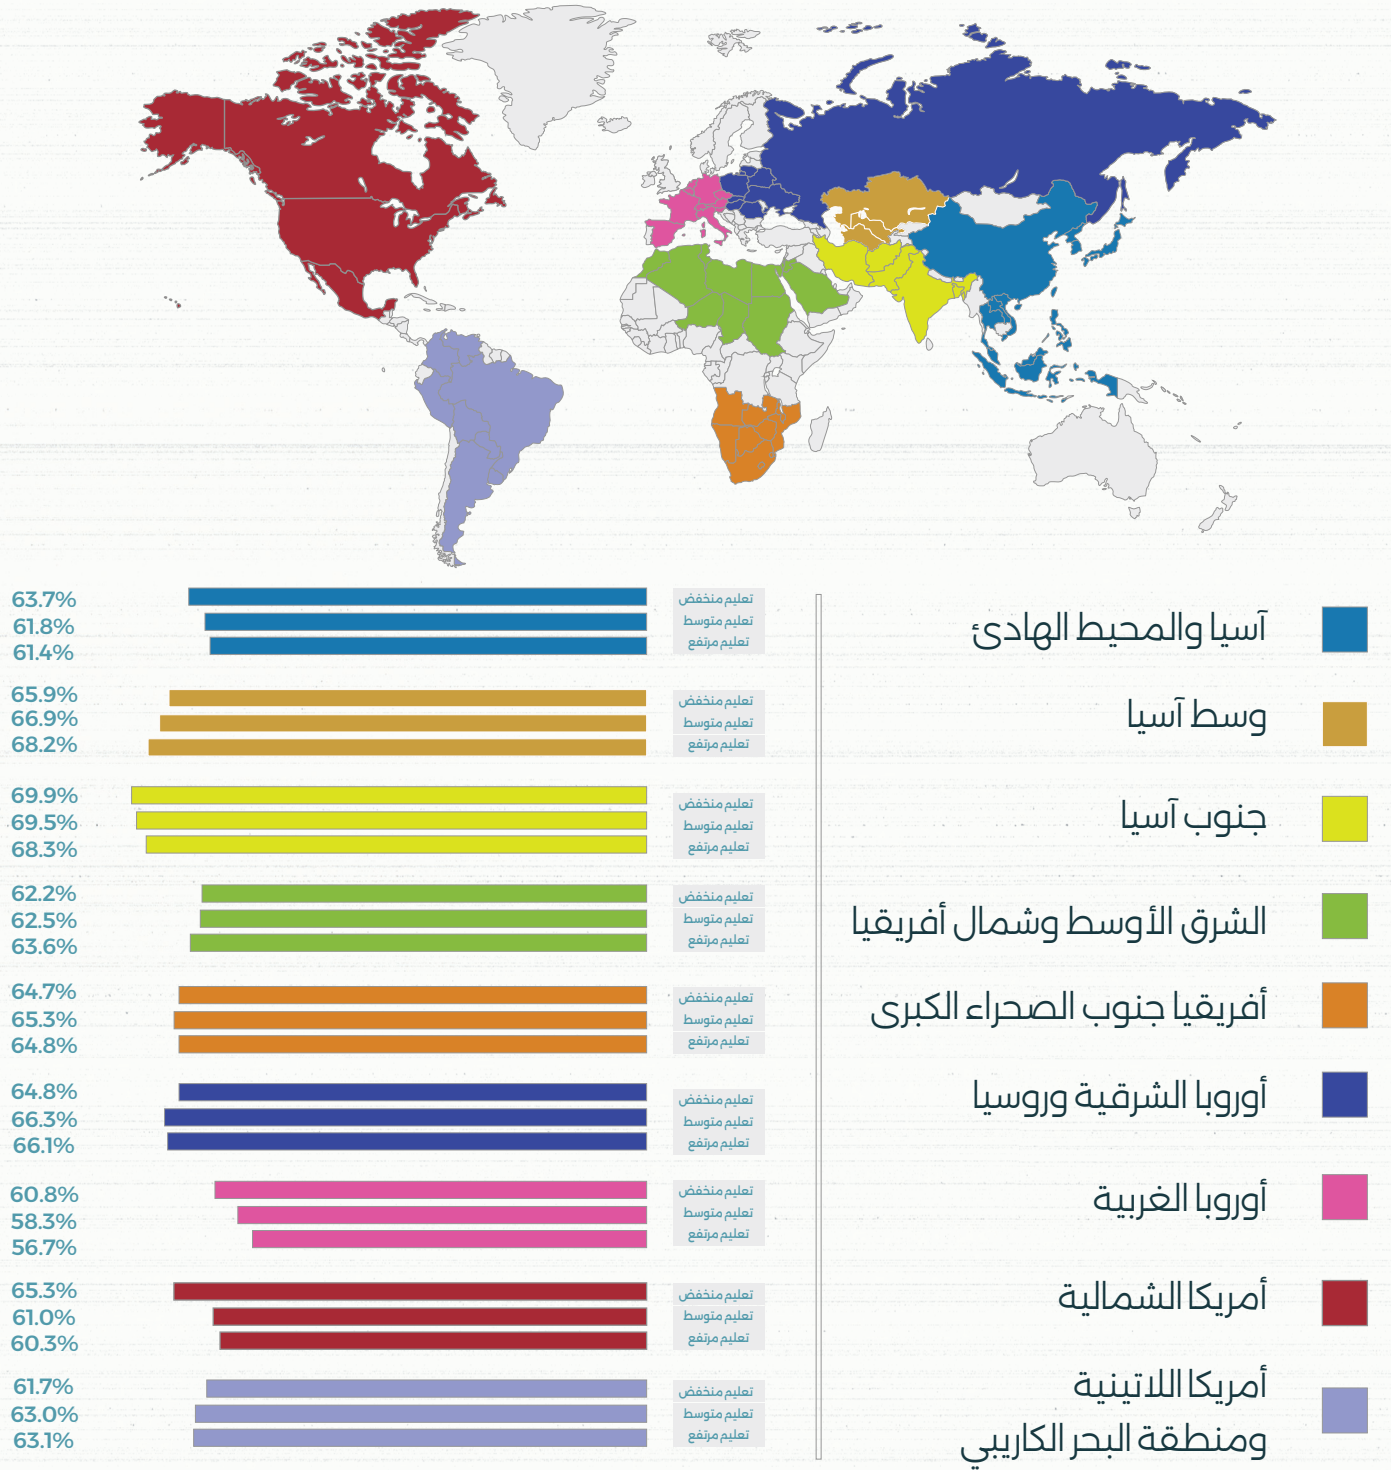 آسيا والمحيط الهادئ
تعليم منخفض
63.7%
تعليم متوسط
61.8%
تعليم مرتفع
61.4%
وسط آسيا
تعليم منخفض
65.9%
تعليم متوسط
66.9%
تعليم مرتفع
68.2%
جنوب آسيا
تعليم منخفض
69.9%
تعليم متوسط
69.5%
تعليم مرتفع
68.3%
الشرق الأوسط وشمال أفريقيا
تعليم منخفض
62.2%
تعليم متوسط
62.5%
تعليم مرتفع
63.6%
أفريقيا جنوب الصحراء الكبرى
تعليم منخفض
64.7%
تعليم متوسط
65.3%
تعليم مرتفع
64.8%
أوروبا الشرقية وروسيا
تعليم منخفض
64.8%
تعليم متوسط
66.3%
تعليم مرتفع
66.1%
أوروبا الغربية
تعليم منخفض
60.8%
تعليم متوسط
58.3%
تعليم مرتفع
56.7%
أمريكا الشمالية
تعليم منخفض
65.3%
تعليم متوسط
61.0%
تعليم مرتفع
60.3%
أمريكا اللاتينية
ومنطقة البحر الكاريبي
تعليم منخفض
61.7%
تعليم متوسط
63.0%
تعليم مرتفع
63.1%